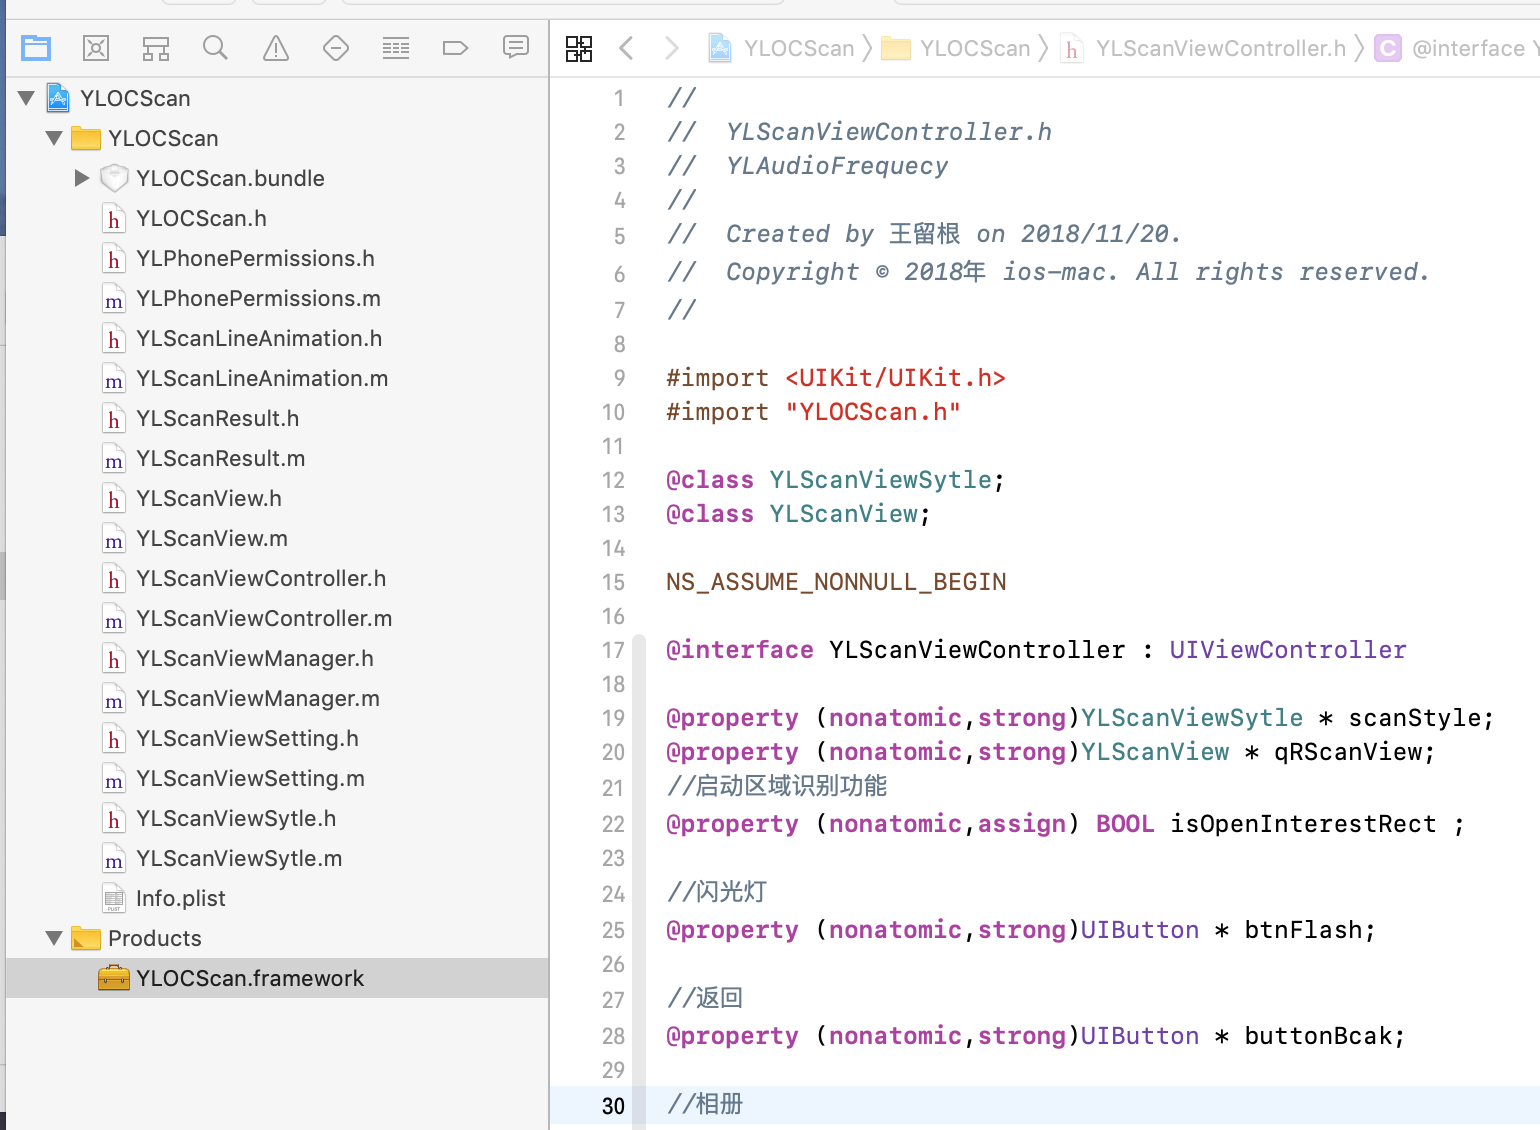 YLOCScan
YLOCScan
YLScanViewController.h
C
@interface
YLOCScan
YLOCScan
YLOCScan.bundle
YLOCScan.h
YLPhonePermissions.h
YLPhonePermissions.m
YLScanLineAnimation.h
YLScanLineAnimation.m
YLScanResult.h
YLScanResult.m
YLScanView.h
YLScanView.m
YLScanViewController.h
YLScanViewController.m
YLScanViewManager.h
YLScanViewManager.m
YLScanViewSetting.h
YLScanViewSetting.m
YLScanViewSytle.h
YLScanViewSytle.m
Info.plist
Products
YLOCScan.framework
1 //
2 //  YLScanViewController.h
3 //  YLAudioFrequecy
4 //
5 //  Created by 王留根 on 2018/11/20.
6 //  Copyright © 2018年 ios-mac. All rights reserved.
7 //
8
9 #import <UIKit/UIKit.h>
10 #import "YLOCScan.h"
11
12 @class YLScanViewSytle;
13 @class YLScanView;
14
15 NS_ASSUME_NONNULL_BEGIN
16
17 @interface YLScanViewController : UIViewController
18
19 @property (nonatomic,strong)YLScanViewSytle * scanStyle;
20 @property (nonatomic,strong)YLScanView * qRScanView;
21 //启动区域识别功能
22 @property (nonatomic,assign) BOOL isOpenInterestRect ;
23
24 //闪光灯
25 @property (nonatomic,strong)UIButton * btnFlash;
26
27 //返回
28 @property (nonatomic,strong)UIButton * buttonBcak;
29
30 //相册